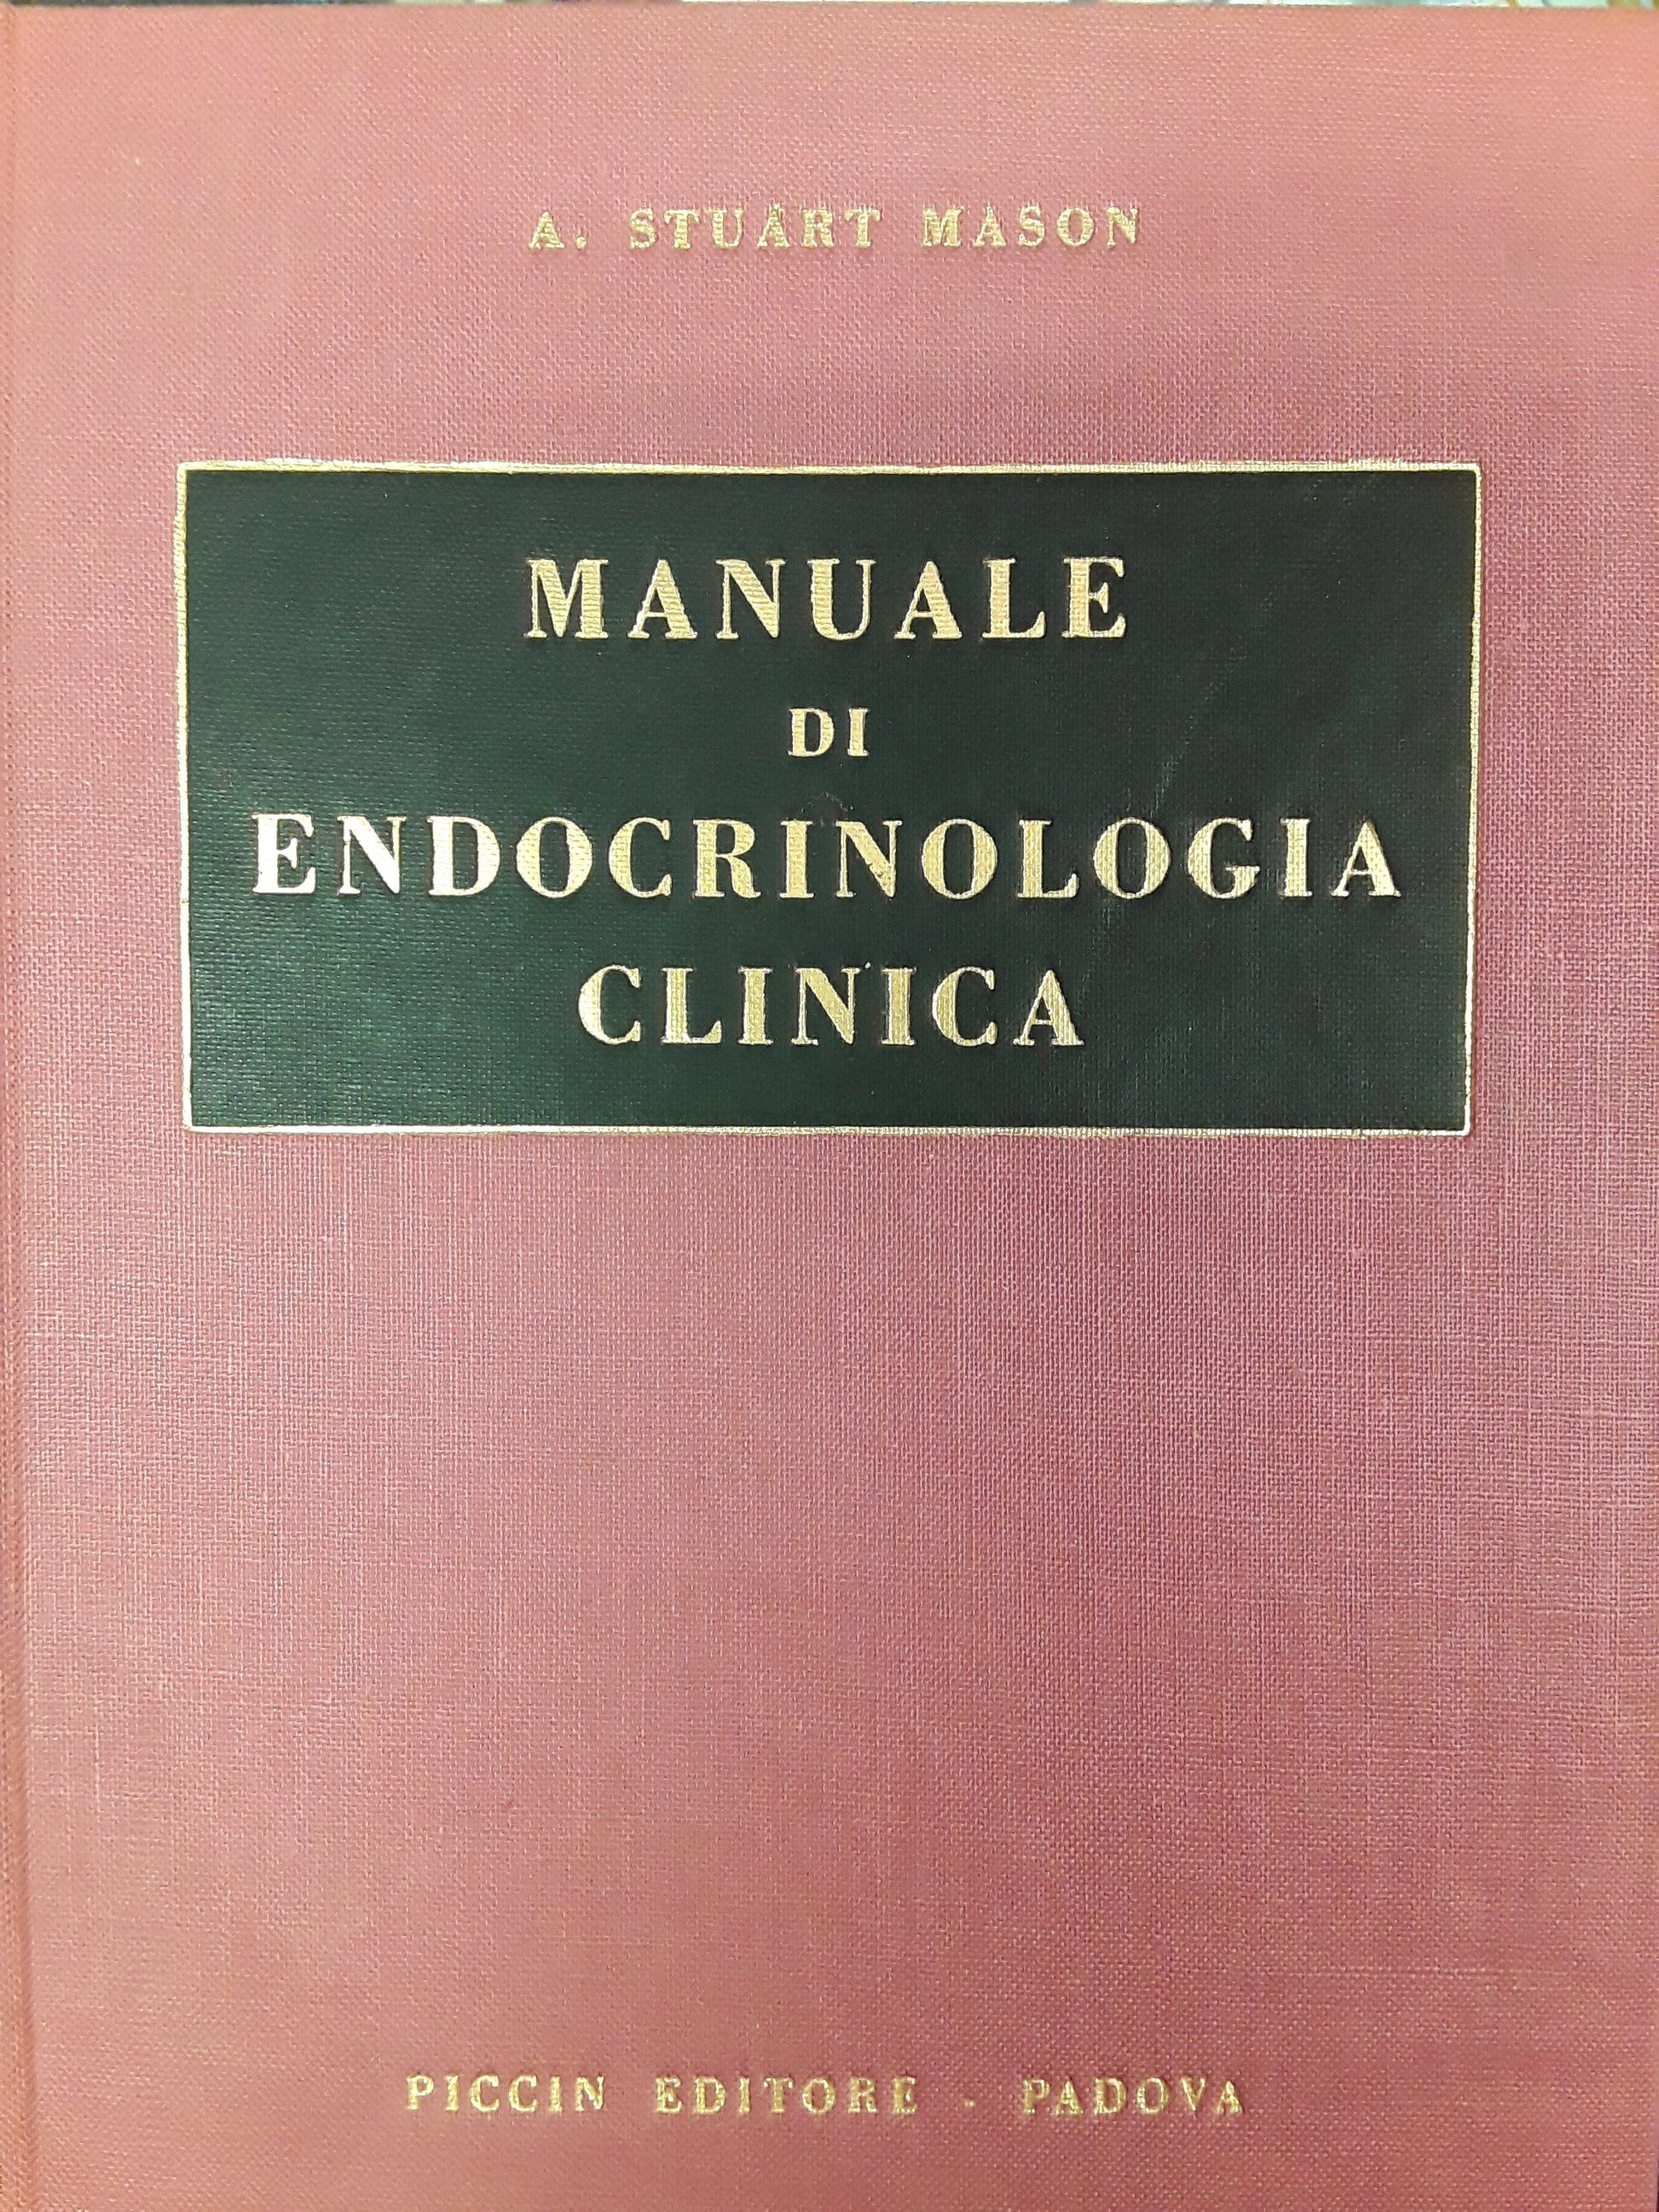 A. STUART MASON
MANUALE
DI
ENDOCRINOLOGIA
CLINICA
PICCIN EDITORE - PADOVA